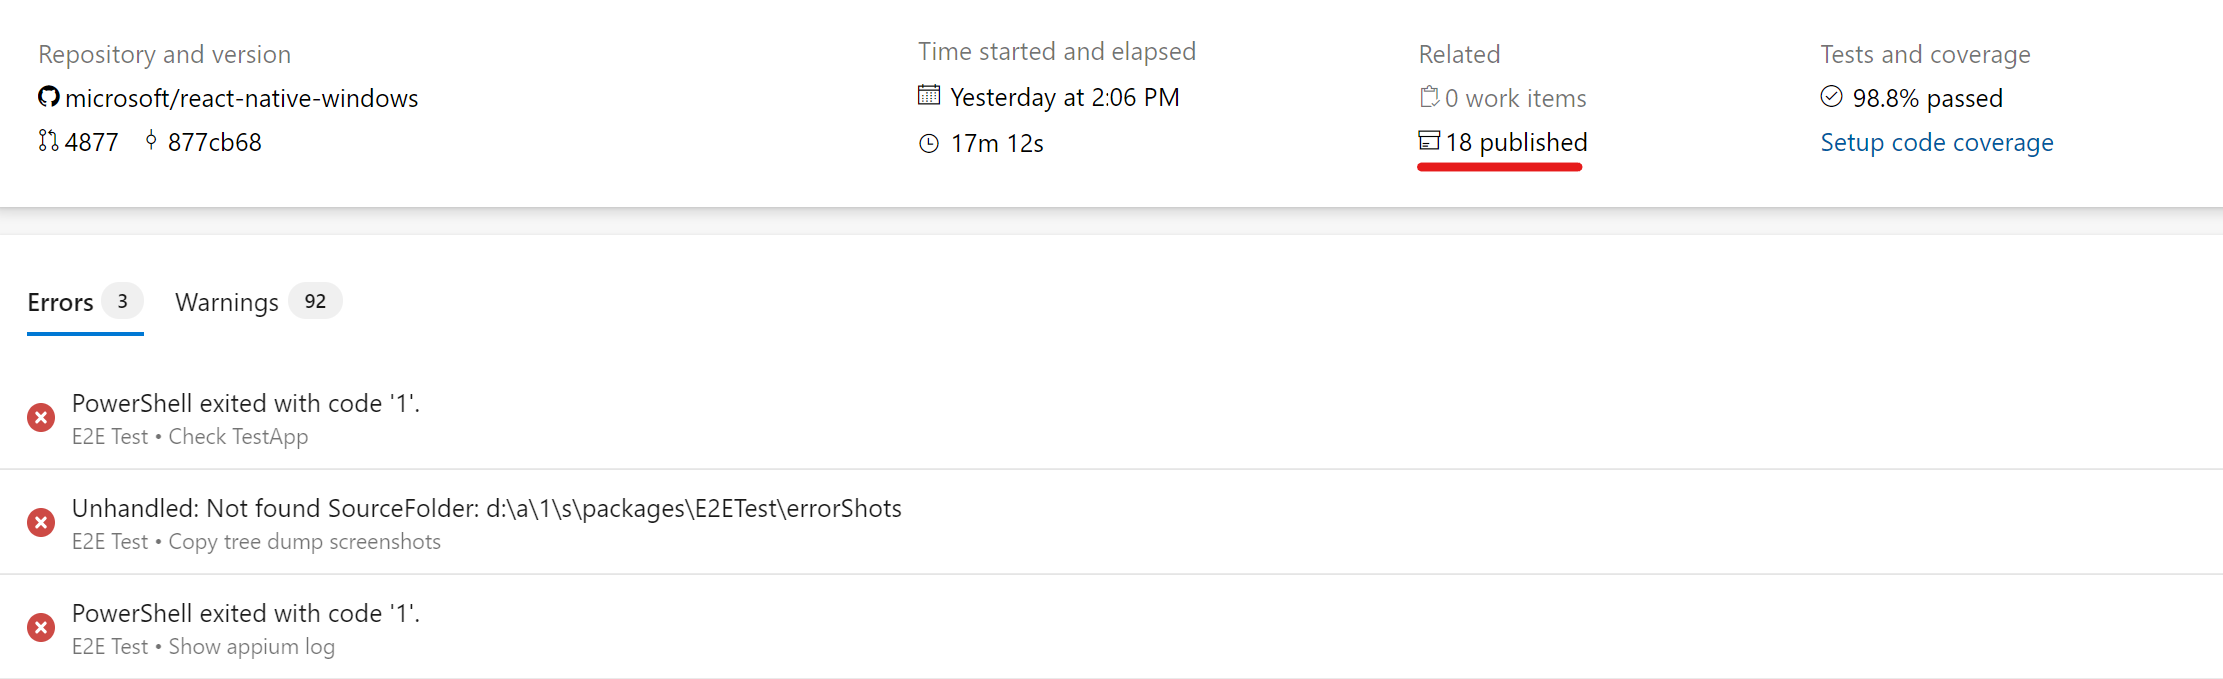 Repository and version
microsoft/react-native-windows
4877 877cb68
Time started and elapsed
Yesterday at 2:06 PM
17m 12s
Related
0 work items
18 published
Tests and coverage
98.8% passed
Setup code coverage
Errors 3 Warnings 92
PowerShell exited with code '1'.
E2E Test • Check TestApp
Unhandled: Not found SourceFolder: d:\a\1\s\packages\E2ETest\errorShots
E2E Test • Copy tree dump screenshots
PowerShell exited with code '1'.
E2E Test • Show appium log